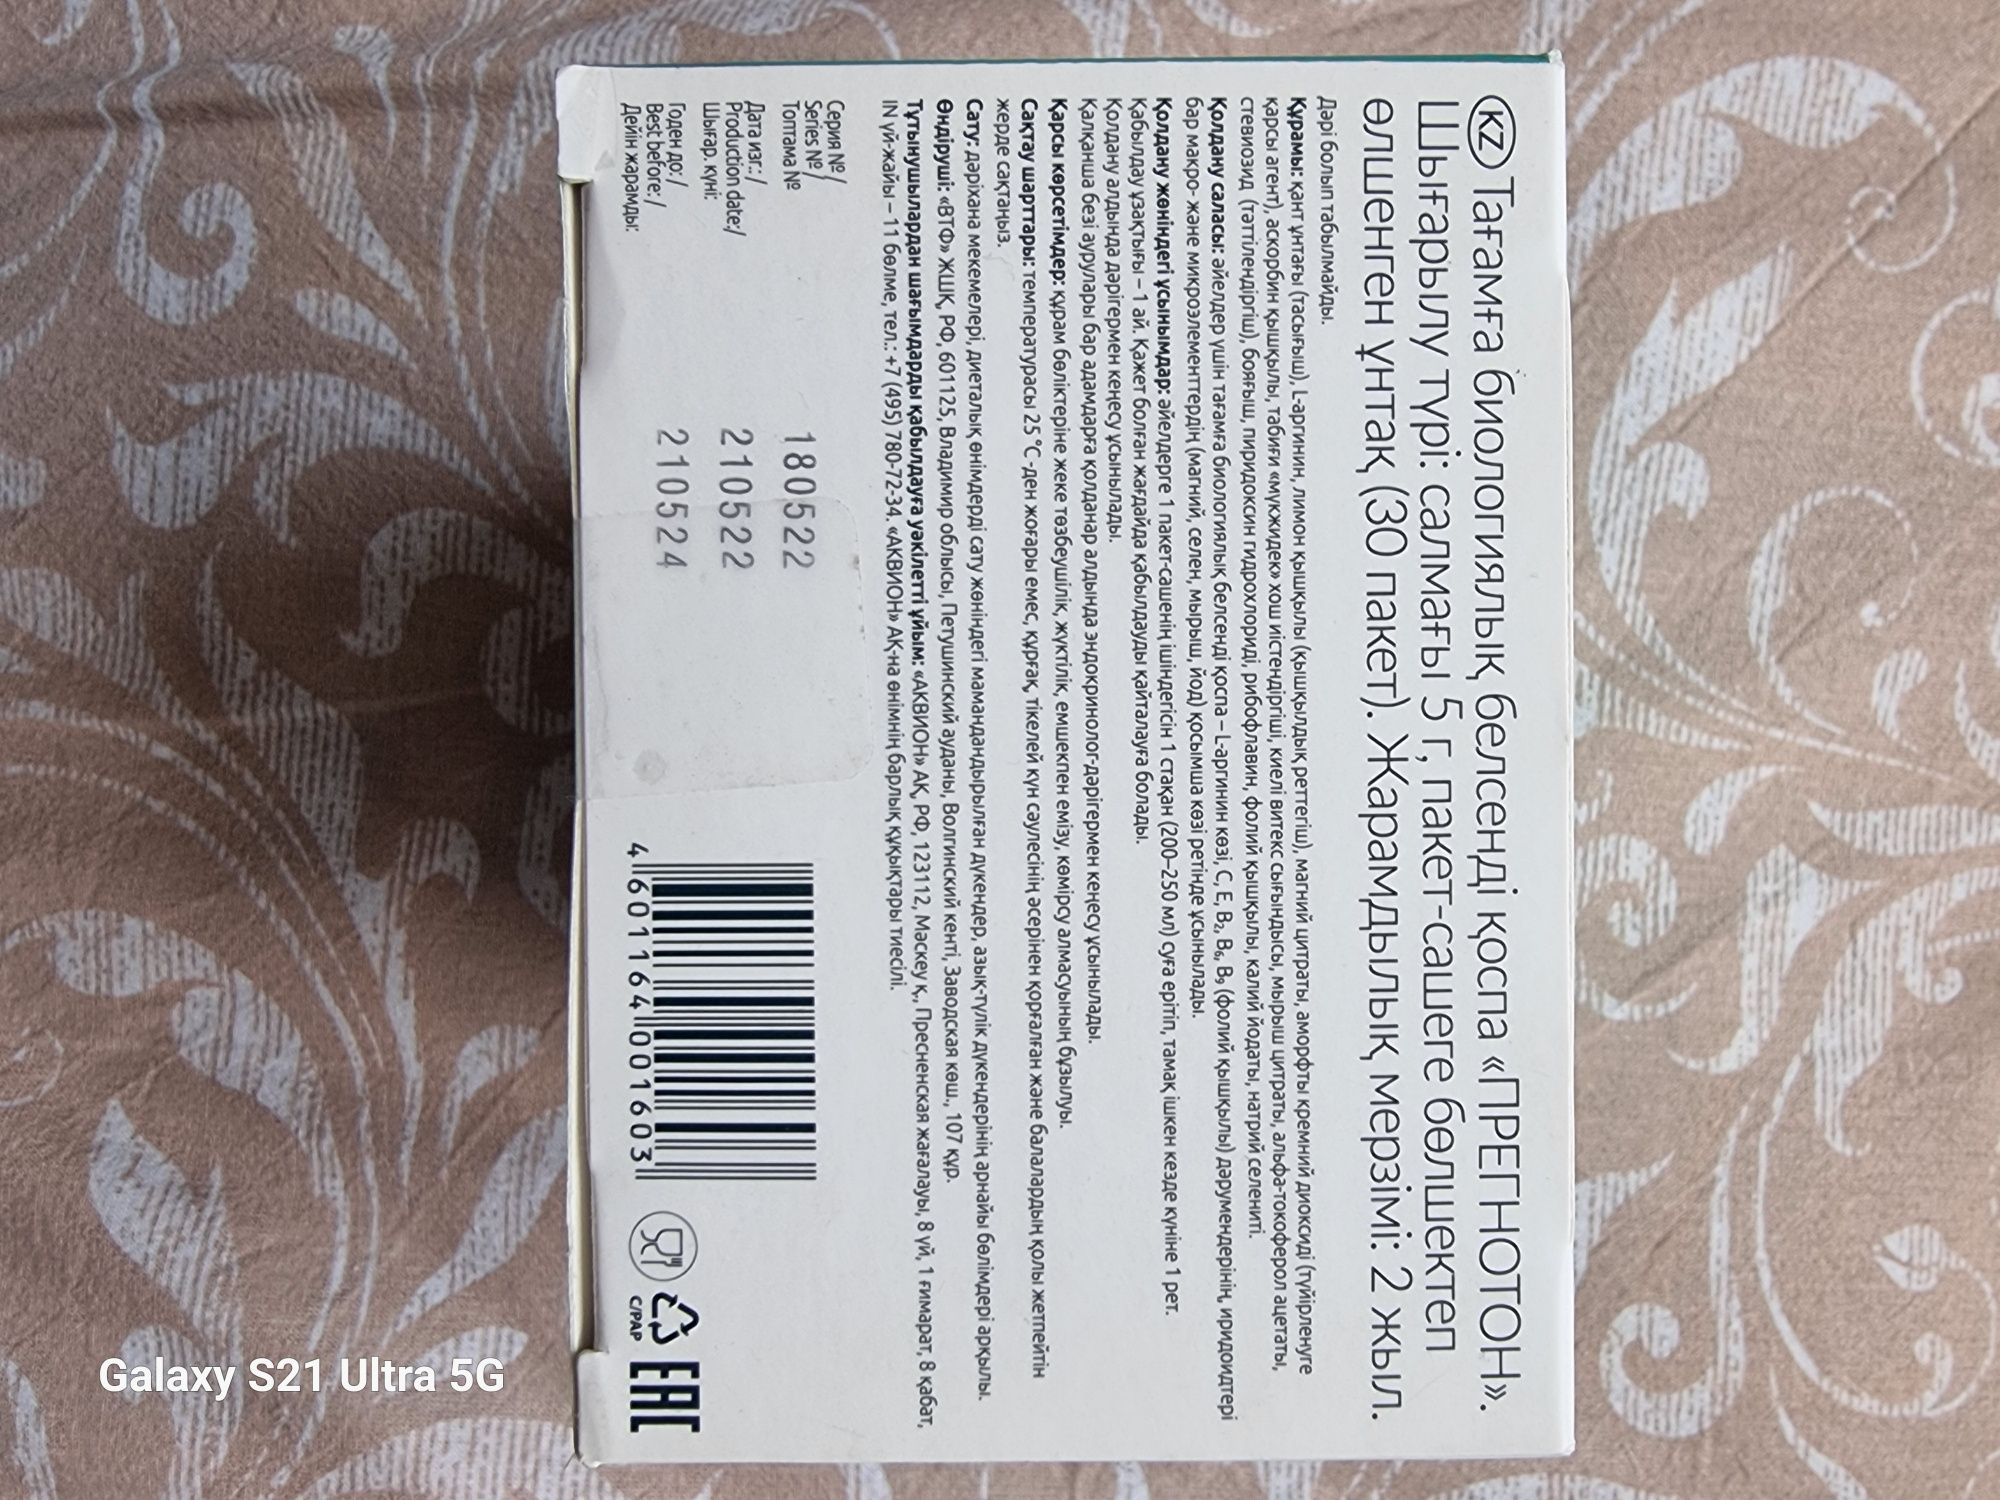 KZ Тағамға биологиялық белсенді қоспа «ПРЕГНОТОН».
Шығарылу түрі: салмағы 5 г, пакет-сашеге бөлшектеп
өлшенген ұнтақ (30 пакет). Жарамдылық мерзімі: 2 жыл.
Дәрі болып табылмайды.
Құрамы: қант ұнтағы (тасығыш), L-аргинин, лимон қышқылы (қышқылдық реттегіш), магний цитраты, аморфты кремний диоксиді (түйірленуге
қарсы агент), аскорбин қышқылы, табиғи «мүкжидек» хош иістендіргіші, киелі витекс сығындысы, мырыш цитраты, альфа-токоферол ацетаты,
стевиозид (тәттілендіргіш), бояғыш, пиридоксин гидрохлориді, рибофлавин, фолий қышқылы, калий йодаты, натрий селениті.
Қолдану саласы: әйелдер үшін тағамға биологиялық белсенді қоспа – L-аргинин көзі, С, Е, В₂, В₆, В₉ (фолий қышқылы) дәрумендерінің, иридоидтері
бар макро- және микроэлементтердің (магний, селен, мырыш, йод) қосымша көзі ретінде ұсынылады.
Қолдану жөніндегі ұсынымдар: әйелдерге 1 пакет-сашенің ішіндегісін 1 стақан (200–250 мл) суға ерітіп, тамақ ішкен кезде күніне 1 рет.
Қабылдау ұзақтығы – 1 ай. Қажет болған жағдайда қабылдауды қайталауға болады.
Қолдану алдында дәрігермен кеңесу ұсынылады.
Қалқанша безі аурулары бар адамдарға қолданар алдында эндокринолог-дәрігермен кеңесу ұсынылады.
Қарсы көрсетімдер: құрам бөліктеріне жеке төзбеушілік, жүктілік, емшекпен емізу, көмірсу алмасуының бұзылуы.
Сақтау шарттары: температурасы 25 °С-ден жоғары емес, құрғақ, тікелей күн сәулесінің әсерінен қорғалған және балалардың қолы жетпейтін
жерде сақтаңыз.
Сату: дәріхана мекемелері, диеталық өнімдерді сату жөніндегі мамандандырылған дүкендер, азық-түлік дүкендерінің арнайы бөлімдері арқылы.
Өндіруші: «ВТФ» ЖШҚ, РФ, 601125, Владимир облысы, Петушинский ауданы, Вольгинский кенті, Заводская көш., 107 құр.
Тұтынушылардан шағымдарды қабылдауға уәкілетті ұйым: «АКВИОН» АҚ, РФ, 123112, Мәскеу қ., Пресненская жағалауы, 8 үй, 1 ғимарат, 8 қабат,
IN үй-жайы – 11 бөлме, тел.: +7 (495) 780-72-34. «АКВИОН» АҚ-на өнімнің барлық құқықтары тиесілі.
Серия №/
Series №/
Топтама №
180522
Дата изг.:/
Production date:/
Шығар. күні:
210522
Годен до:/
Best before:/
Дейін жарамды:
210524
4 601164 001603
C/PAP
EAC
Galaxy S21 Ultra 5G